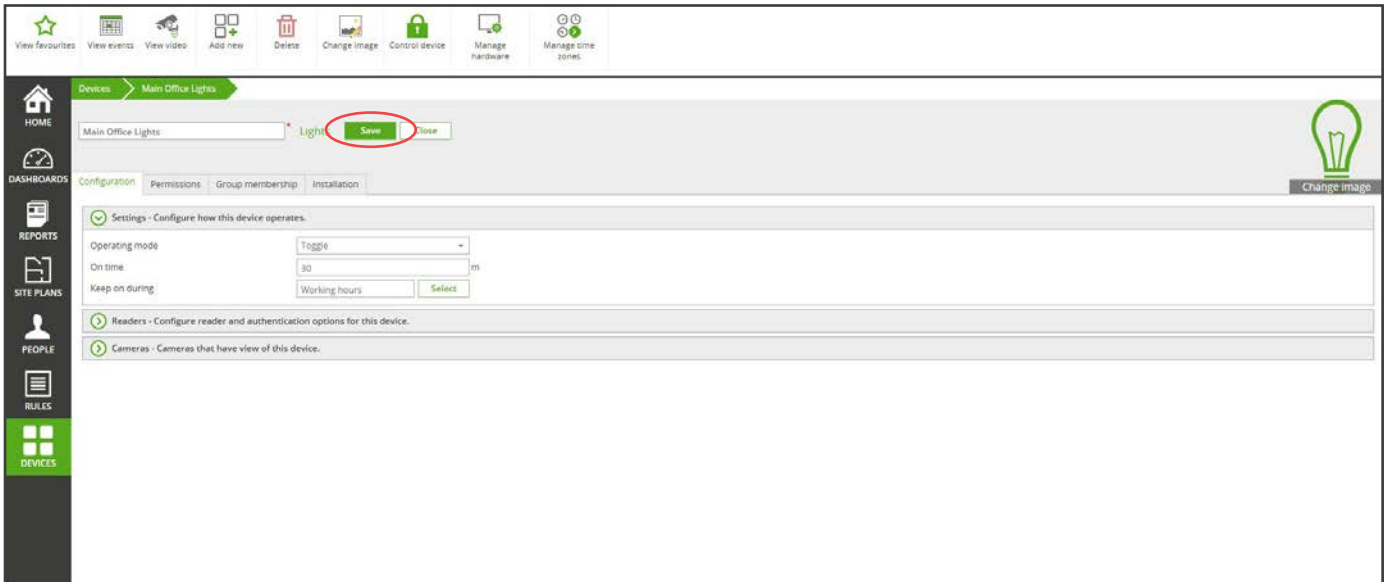 View favourites View events View video Add new Delete Change image Control device Manage hardware Manage time zones
HOME
DASHBOARDS
REPORTS
SITE PLANS
PEOPLE
RULES
DEVICES
Devices Main Office Lights
Main Office Lights * Light Save Close
Change image
Configuration Permissions Group membership Installation
Settings - Configure how this device operates.
Operating mode Toggle
On time 30 m
Keep on during Working hours Select
Readers - Configure reader and authentication options for this device.
Cameras - Cameras that have view of this device.